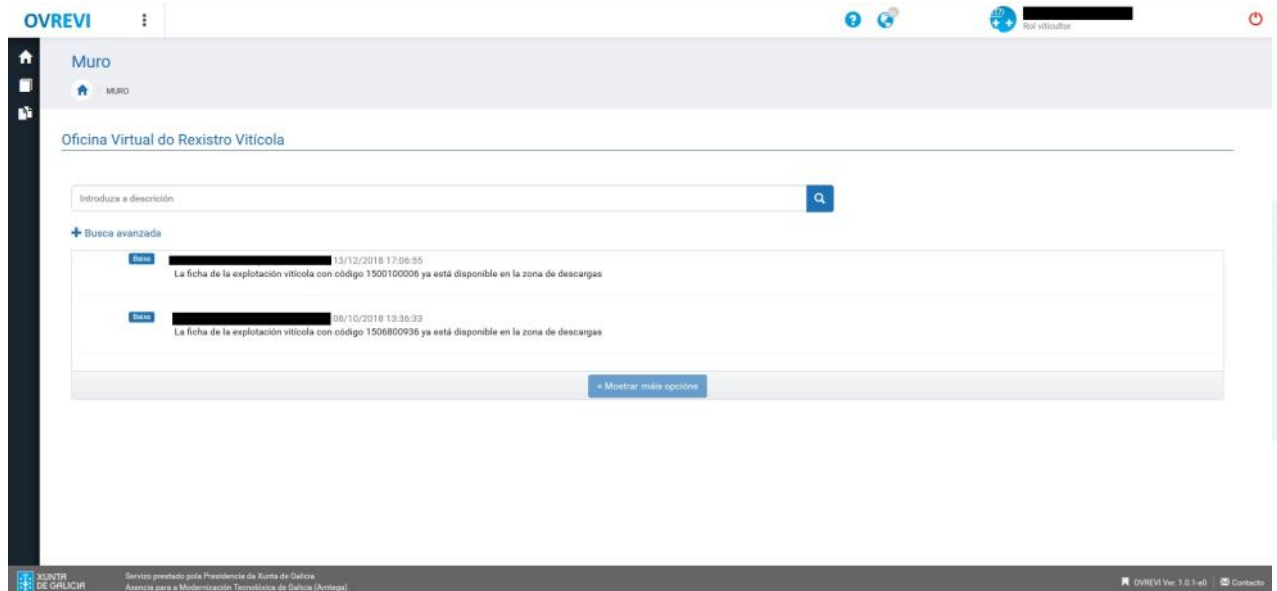 OVREVI
Rol viticultor
Muro
MURO
Oficina Virtual do Rexistro Vitícola
Introduza a descrición
Busca avanzada
Baixa 13/12/2018 17:06:55
La ficha de la explotación vitícola con código 1500100006 ya está disponible en la zona de descargas
Baixa 08/10/2018 13:36:33
La ficha de la explotación vitícola con código 1506800936 ya está disponible en la zona de descargas
+ Mostrar máis opcións
XUNTA
DE GALICIA
Servizo prestado pola Presidencia da Xunta de Galicia
Axencia para a Modernización Tecnolóxica de Galicia (Amtega)
OVREVI Ver. 1.0.1-a0
Contacto